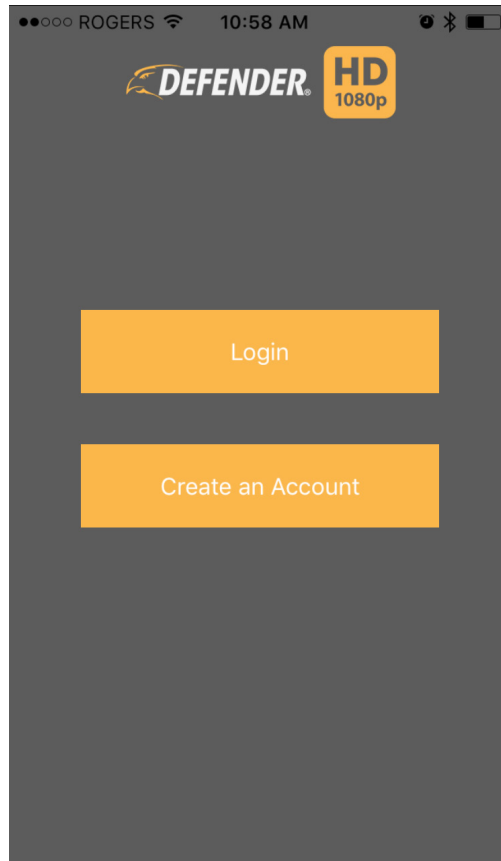 ROGERS 10:58 AM
DEFENDER®
HD
1080p
Login
Create an Account